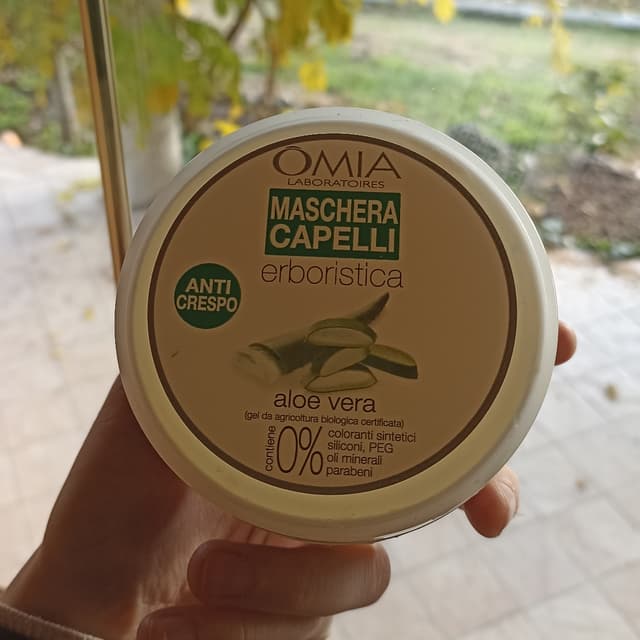 ÔMIA
LABORATOIRES
MASCHERA
CAPELLI
erboristica
ANTI
CRESPO
aloe vera
(gel da agricoltura biologica certificata)
contiene
0%
coloranti sintetici
siliconi, PEG
oli minerali
parabeni